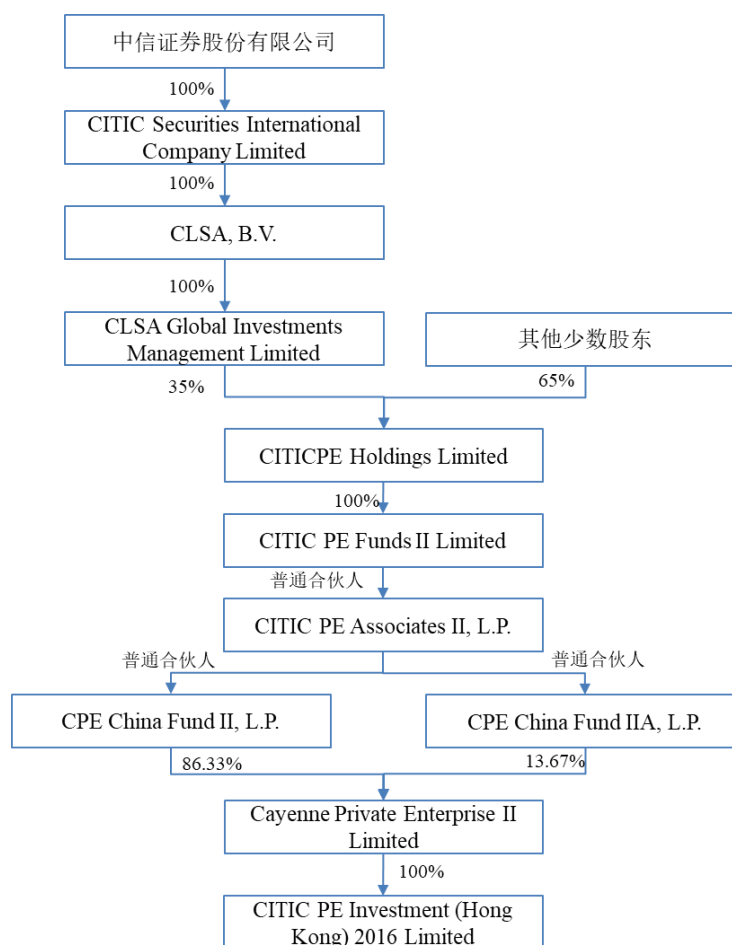 中信证券股份有限公司
100%
CITIC Securities International
Company Limited
100%
CLSA, B.V.
100%
CLSA Global Investments
Management Limited
其他少数股东
35%
65%
CITICPE Holdings Limited
100%
CITIC PE Funds II Limited
普通合伙人
CITIC PE Associates II, L.P.
普通合伙人
普通合伙人
CPE China Fund II, L.P.
CPE China Fund IIA, L.P.
86.33%
13.67%
Cayenne Private Enterprise II
Limited
100%
CITIC PE Investment (Hong
Kong) 2016 Limited